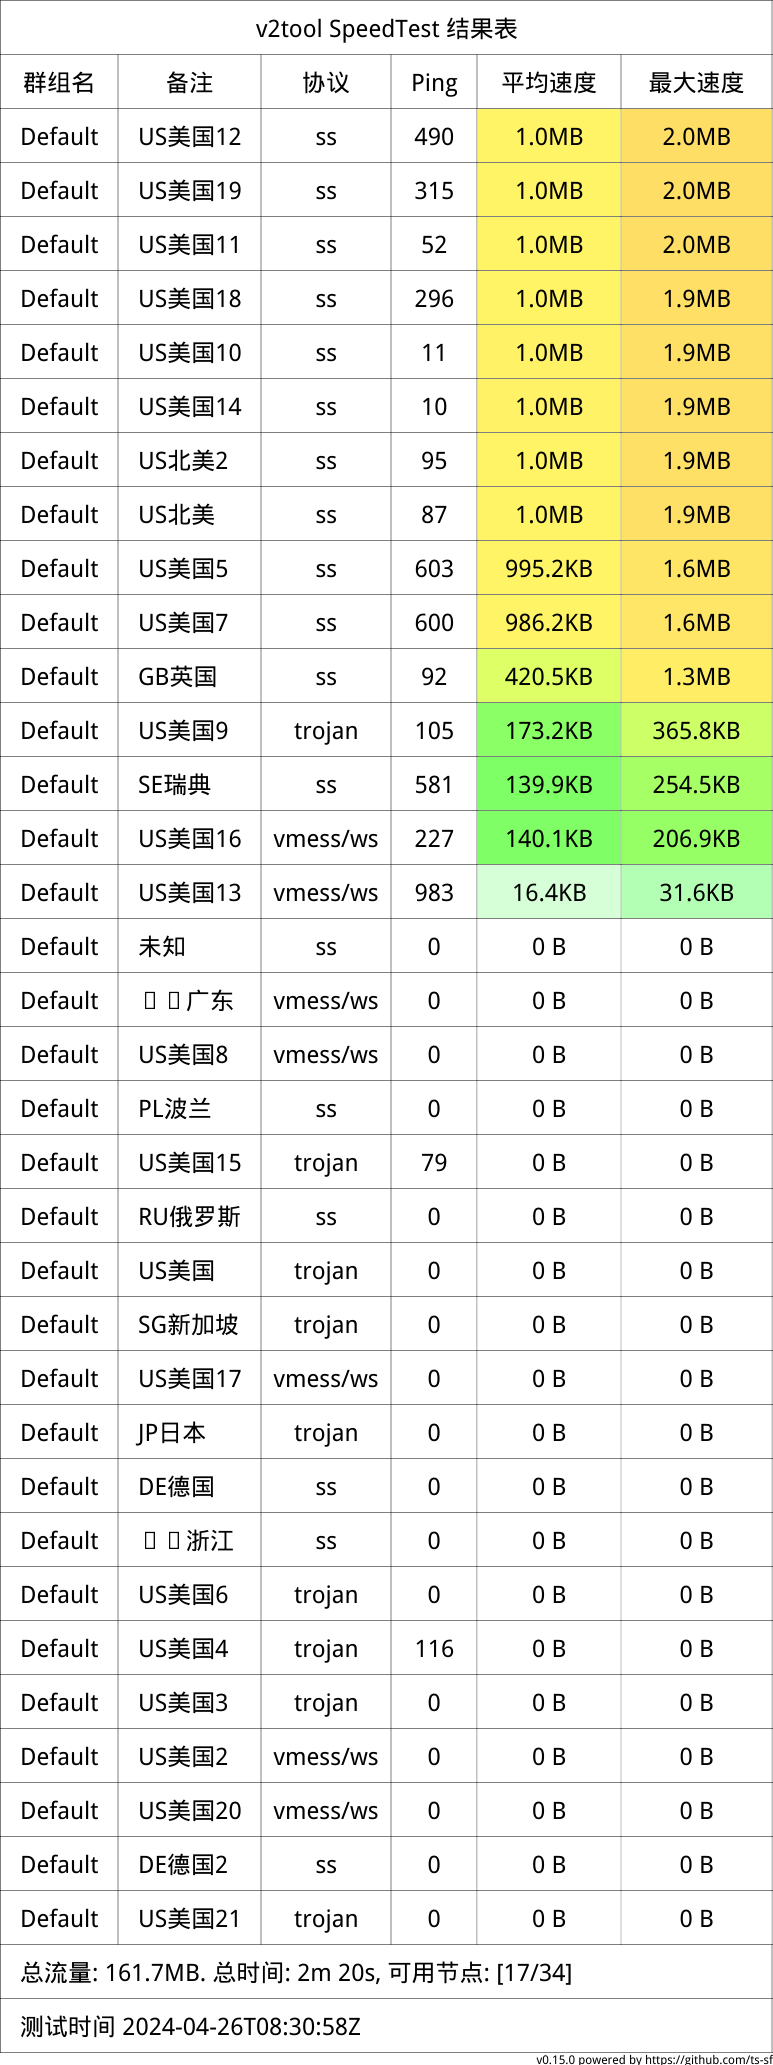 v2tool SpeedTest 结果表
群组名 备注 协议 Ping 平均速度 最大速度
Default US美国12 ss 490 1.0MB 2.0MB
Default US美国19 ss 315 1.0MB 2.0MB
Default US美国11 ss 52 1.0MB 2.0MB
Default US美国18 ss 296 1.0MB 1.9MB
Default US美国10 ss 11 1.0MB 1.9MB
Default US美国14 ss 10 1.0MB 1.9MB
Default US北美2 ss 95 1.0MB 1.9MB
Default US北美 ss 87 1.0MB 1.9MB
Default US美国5 ss 603 995.2KB 1.6MB
Default US美国7 ss 600 986.2KB 1.6MB
Default GB英国 ss 92 420.5KB 1.3MB
Default US美国9 trojan 105 173.2KB 365.8KB
Default SE瑞典 ss 581 139.9KB 254.5KB
Default US美国16 vmess/ws 227 140.1KB 206.9KB
Default US美国13 vmess/ws 983 16.4KB 31.6KB
Default 未知 ss 0 0 B 0 B
Default 广东 vmess/ws 0 0 B 0 B
Default US美国8 vmess/ws 0 0 B 0 B
Default PL波兰 ss 0 0 B 0 B
Default US美国15 trojan 79 0 B 0 B
Default RU俄罗斯 ss 0 0 B 0 B
Default US美国 trojan 0 0 B 0 B
Default SG新加坡 trojan 0 0 B 0 B
Default US美国17 vmess/ws 0 0 B 0 B
Default JP日本 trojan 0 0 B 0 B
Default DE德国 ss 0 0 B 0 B
Default 浙江 ss 0 0 B 0 B
Default US美国6 trojan 0 0 B 0 B
Default US美国4 trojan 116 0 B 0 B
Default US美国3 trojan 0 0 B 0 B
Default US美国2 vmess/ws 0 0 B 0 B
Default US美国20 vmess/ws 0 0 B 0 B
Default DE德国2 ss 0 0 B 0 B
Default US美国21 trojan 0 0 B 0 B
总流量: 161.7MB. 总时间: 2m 20s, 可用节点: [17/34]
测试时间 2024-04-26T08:30:58Z
v0.15.0 powered by https://github.com/ts-sf